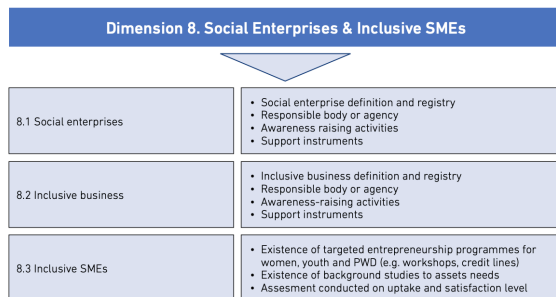 Dimension 8. Social Enterprises & Inclusive SMEs
8.1 Social enterprises
• Social enterprise definition and registry
• Responsible body or agency
• Awareness raising activities
• Support instruments
8.2 Inclusive business
• Inclusive business definition and registry
• Responsible body or agency
• Awareness-raising activities
• Support instruments
8.3 Inclusive SMEs
• Existence of targeted entrepreneurship programmes for
women, youth and PWD (e.g. workshops, credit lines)
• Existence of background studies to assets needs
• Assesment conducted on uptake and satisfaction level